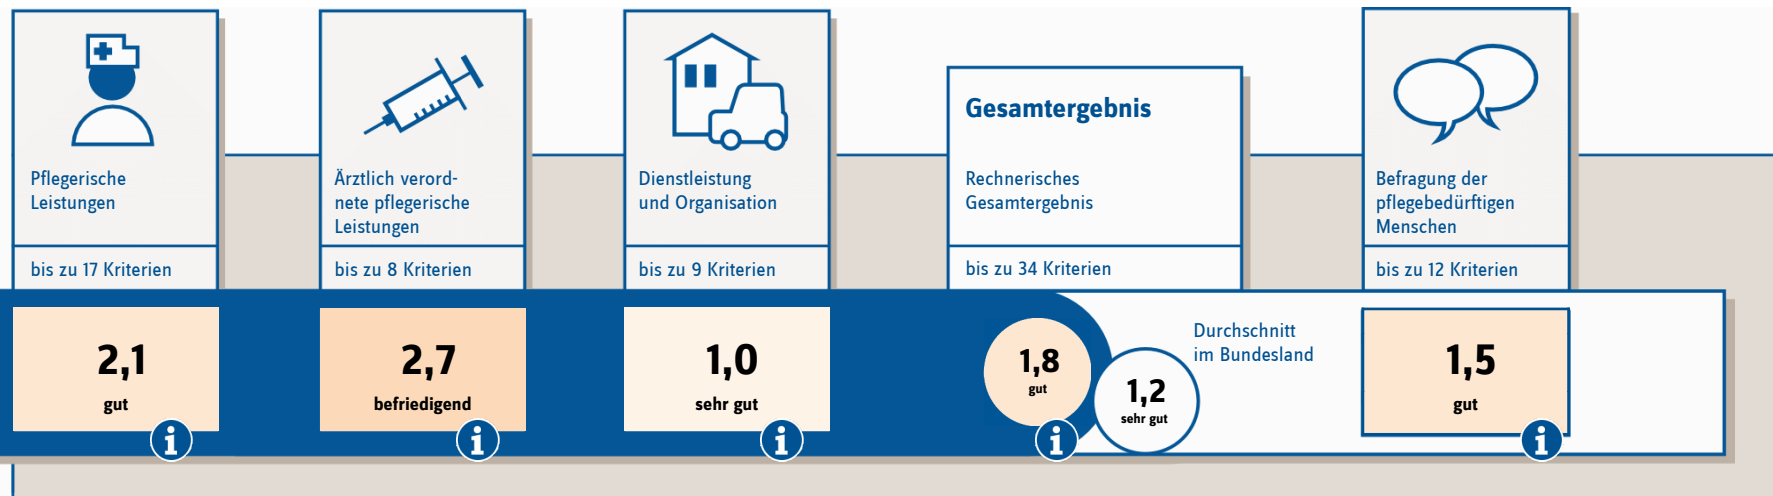 Pflegerische
Leistungen
bis zu 17 Kriterien
2,1
gut
i
Ärztlich verord-
nete pflegerische
Leistungen
bis zu 8 Kriterien
2,7
befriedigend
i
Dienstleistung
und Organisation
bis zu 9 Kriterien
1,0
sehr gut
i
Gesamtergebnis
Rechnerisches
Gesamtergebnis
bis zu 34 Kriterien
1,8
gut
i
Durchschnitt
im Bundesland
1,2
sehr gut
Befragung der
pflegebedürftigen
Menschen
bis zu 12 Kriterien
1,5
gut
i